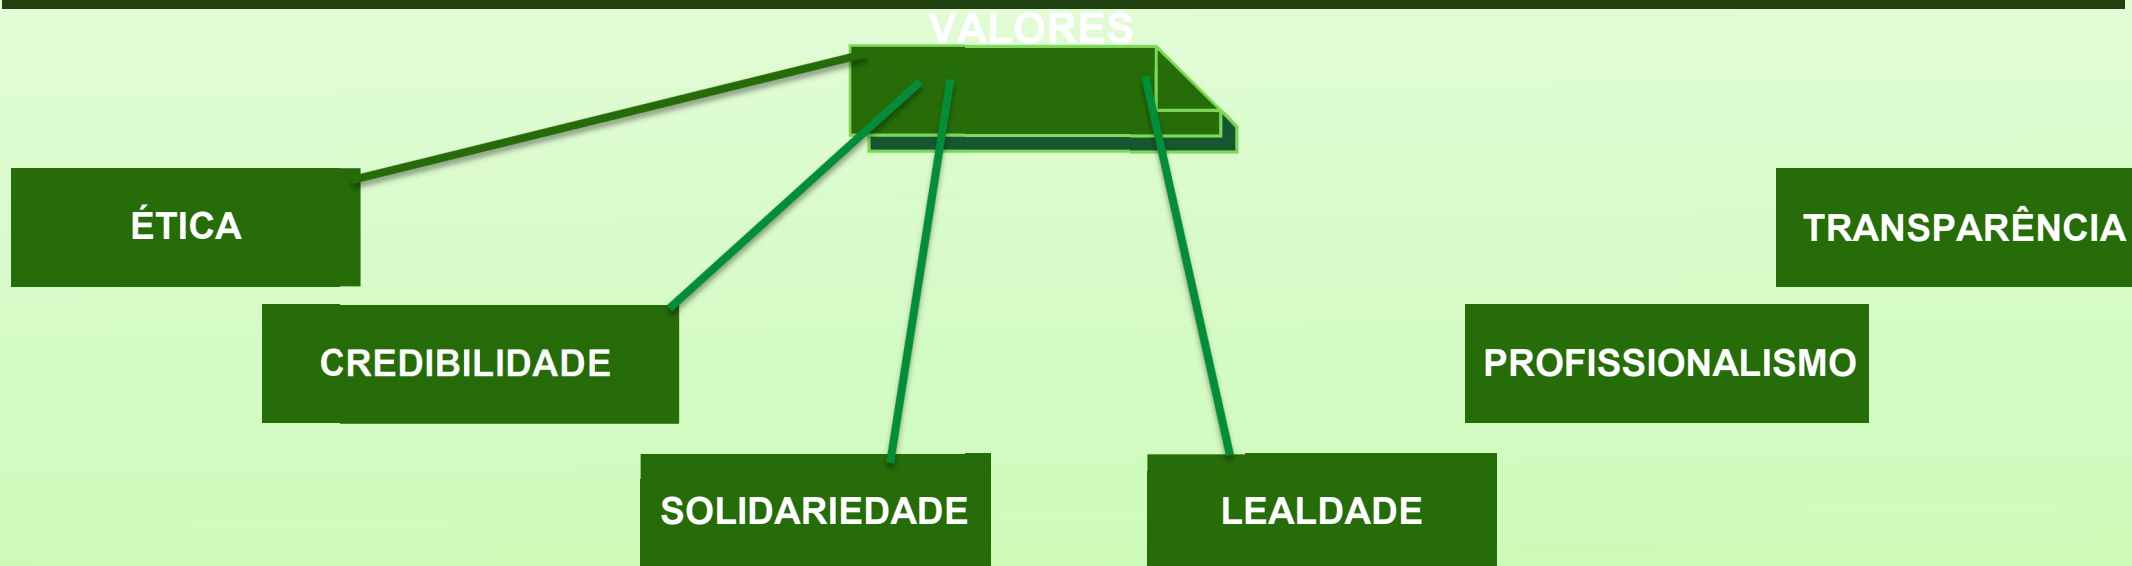 VALORES
ÉTICA
TRANSPARÊNCIA
CREDIBILIDADE
PROFISSIONALISMO
SOLIDARIEDADE
LEALDADE